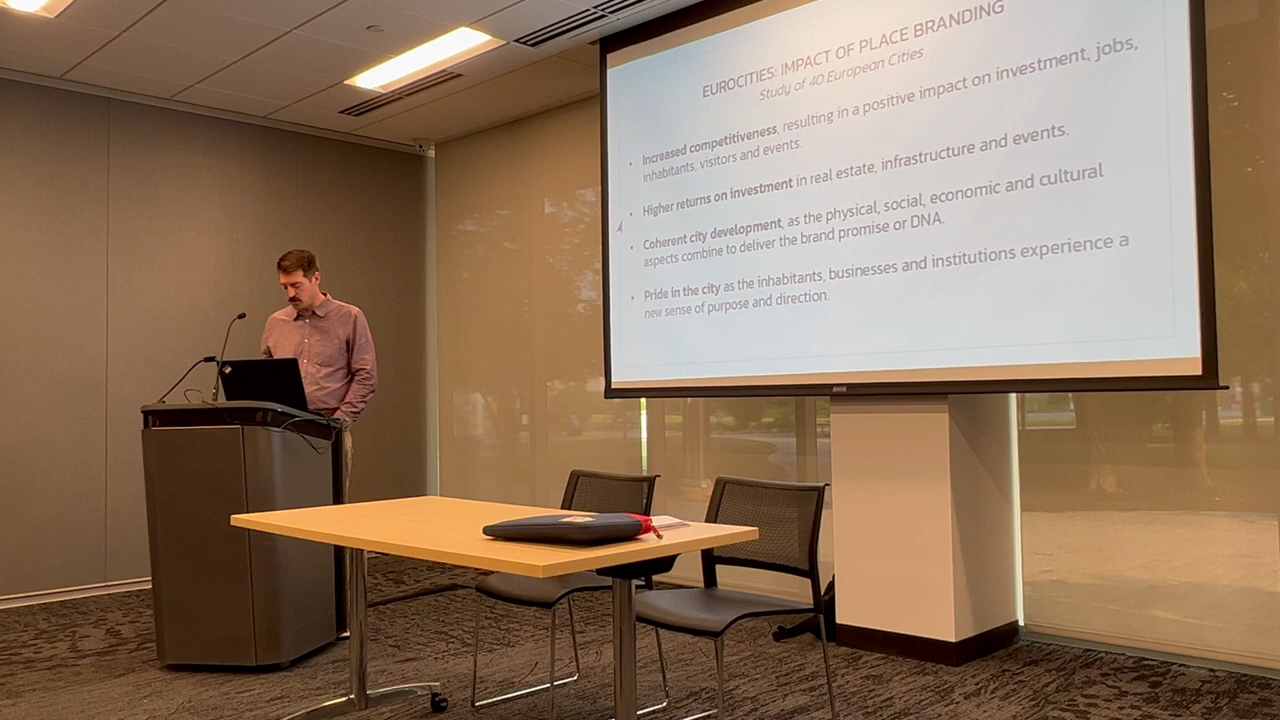 EUROCITIES: IMPACT OF PLACE BRANDING
Study of 40 European Cities
• Increased competitiveness, resulting in a positive impact on investment, jobs,
inhabitants, visitors and events.
• Higher returns on investment in real estate, infrastructure and events.
• Coherent city development, as the physical, social, economic and cultural
aspects combine to deliver the brand promise or DNA.
• Pride in the city as the inhabitants, businesses and institutions experience a
new sense of purpose and direction.